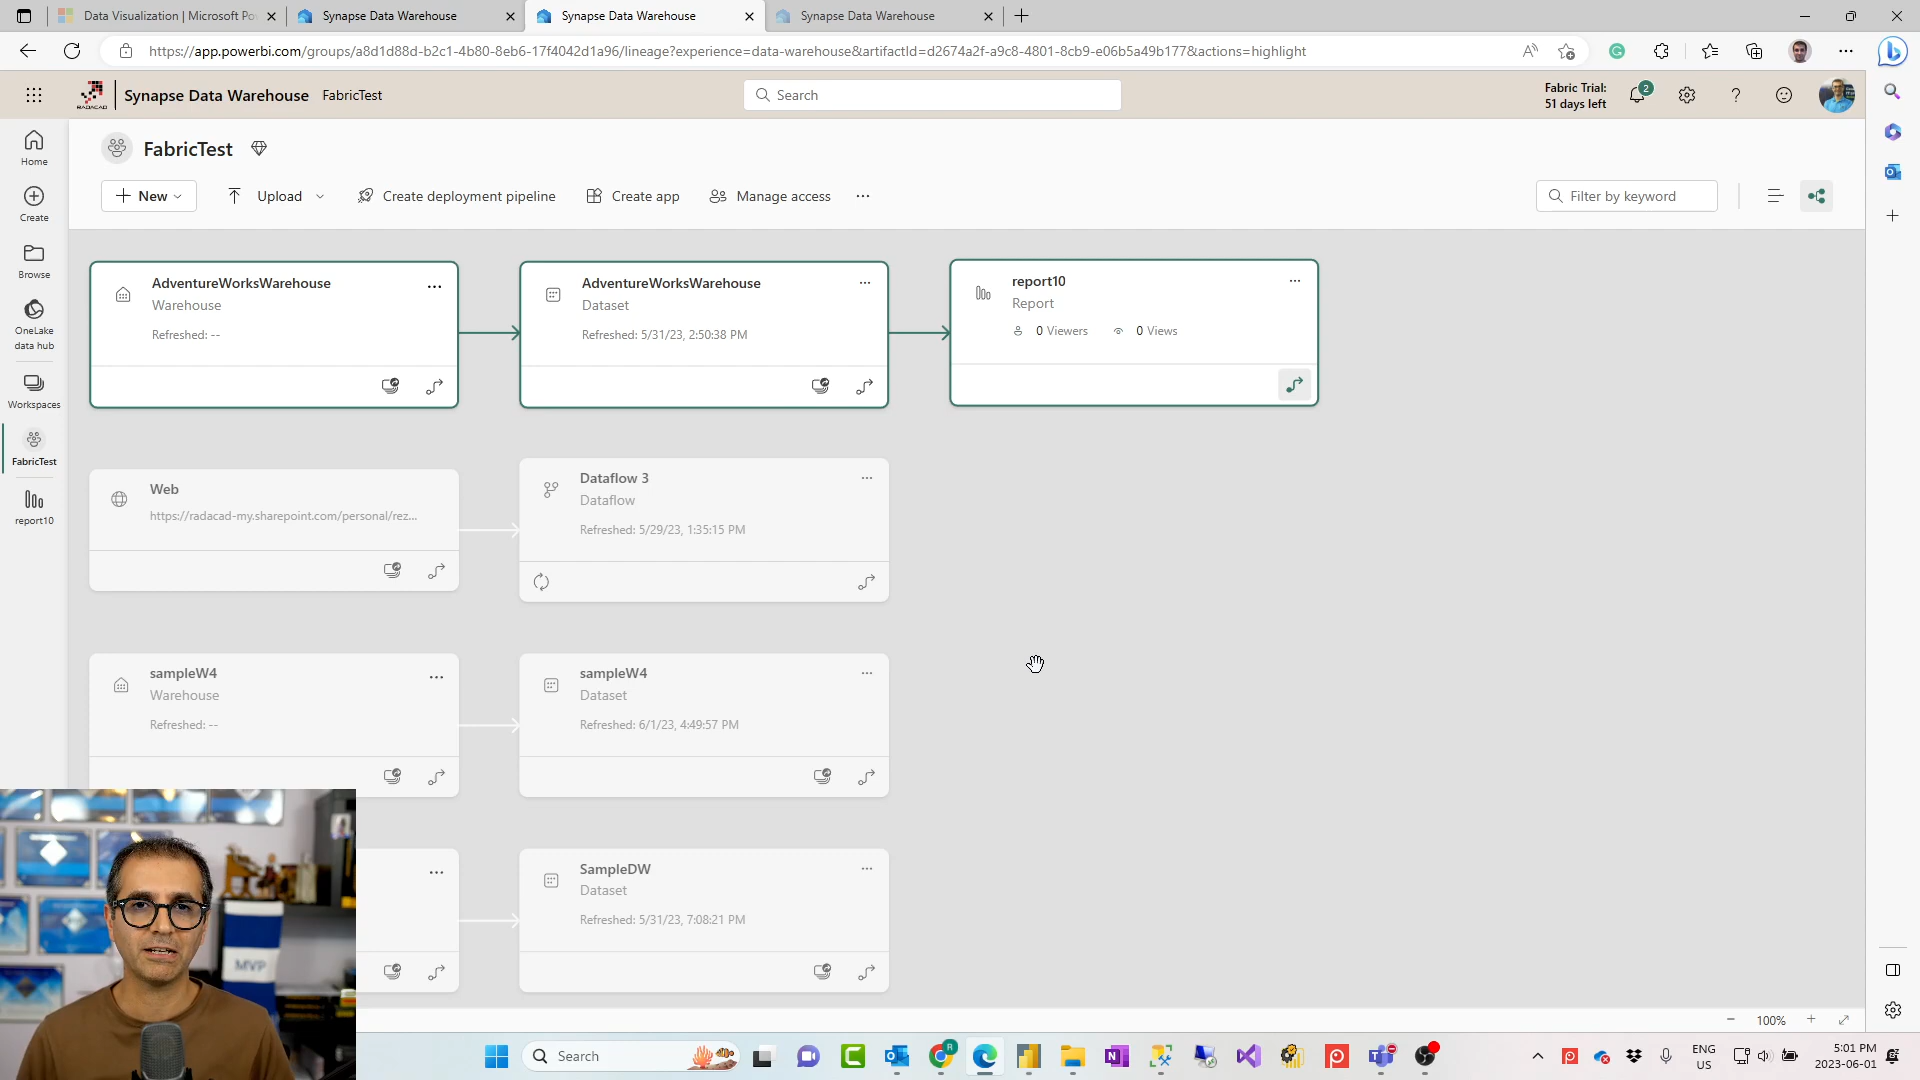 Data Visualization | Microsoft Po
Synapse Data Warehouse
Synapse Data Warehouse
Synapse Data Warehouse
https://app.powerbi.com/groups/a8d1d88d-b2c1-4b80-8eb6-17f4042d1a96/lineage?experience=data-warehouse&artifactId=d2674a2f-a9c8-4801-8cb9-e06b5a49b177&actions=highlight
RADACAD
Synapse Data Warehouse FabricTest
Search
Fabric Trial:
51 days left
2
Home
Create
Browse
OneLake
data hub
Workspaces
FabricTest
report10
FabricTest
New
Upload
Create deployment pipeline
Create app
Manage access
Filter by keyword
AdventureWorksWarehouse
Warehouse
Refreshed: --
AdventureWorksWarehouse
Dataset
Refreshed: 5/31/23, 2:50:38 PM
report10
Report
0 Viewers 0 Views
Web
https://radacad-my.sharepoint.com/personal/rez...
Dataflow 3
Dataflow
Refreshed: 5/29/23, 1:35:15 PM
sampleW4
Warehouse
Refreshed: --
sampleW4
Dataset
Refreshed: 6/1/23, 4:49:57 PM
SampleDW
Dataset
Refreshed: 5/31/23, 7:08:21 PM
MVP
100%
Search
R
ENG
US
5:01 PM
2023-06-01